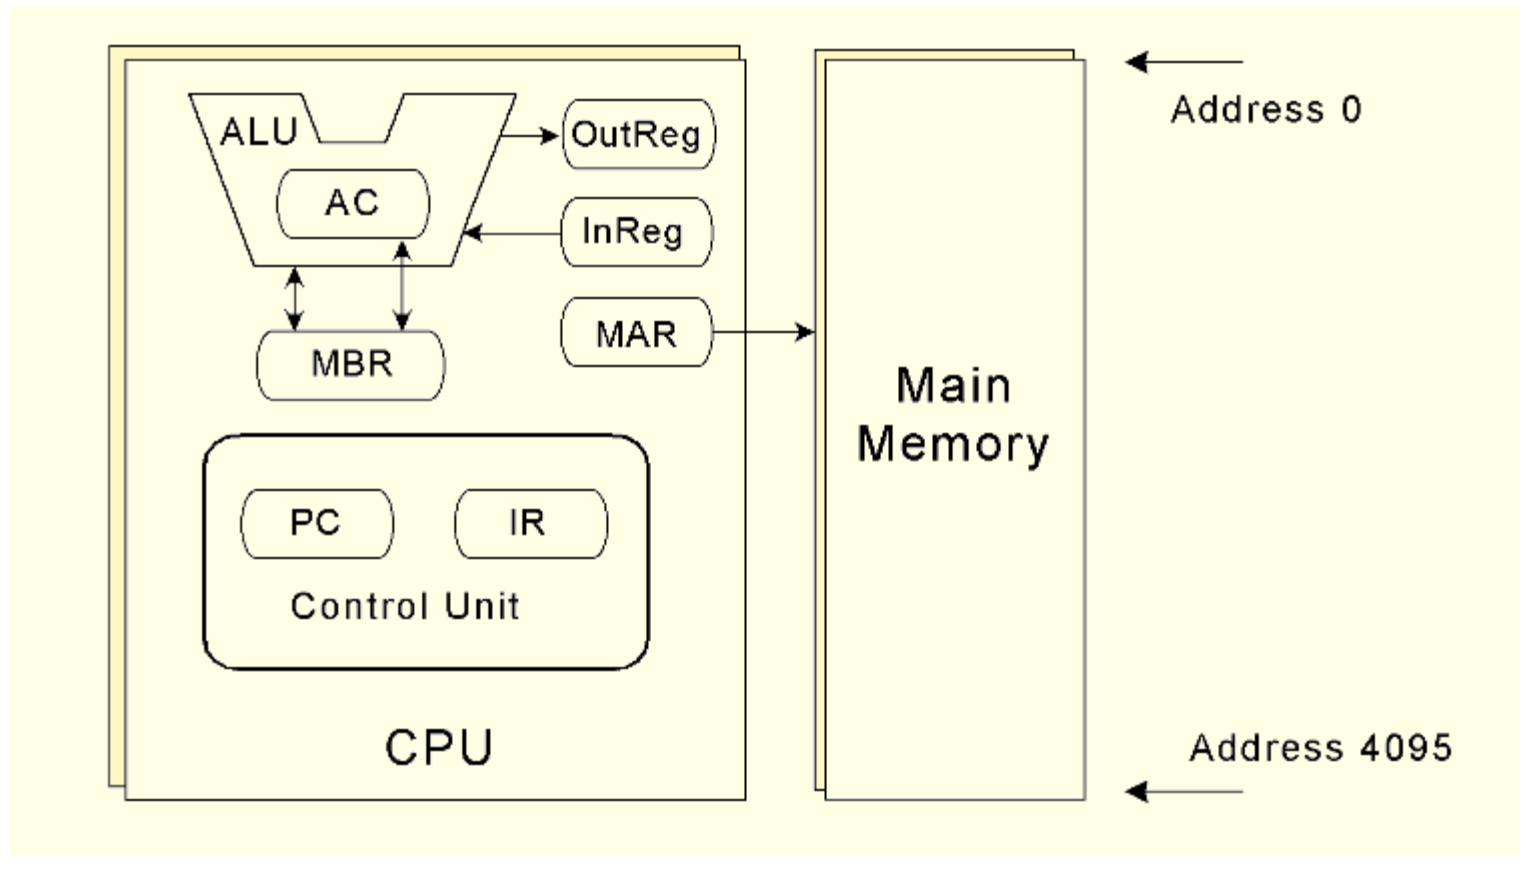 ALU
OutReg
AC
InReg
MBR
MAR
PC
IR
Control Unit
CPU
Main
Memory
Address 0
Address 4095